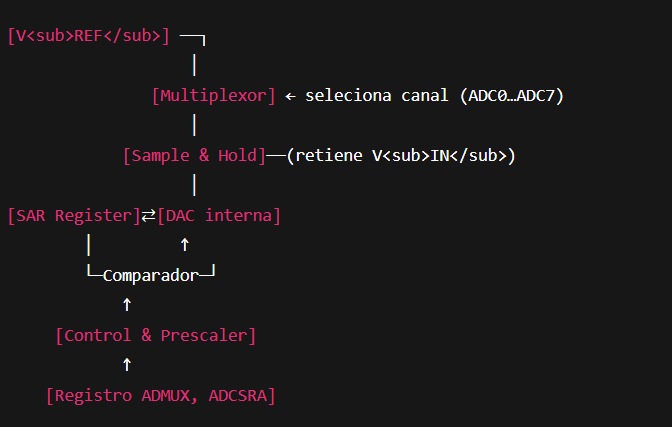 [V<sub>REF</sub>] ──┐
│
[Multiplexor] ← seleciona canal (ADC0…ADC7)
│
[Sample & Hold]──(retiene V<sub>IN</sub>)
│
[SAR Register]⇄[DAC interna]
│ ↑
└─Comparador─┘
↑
[Control & Prescaler]
↑
[Registro ADMUX, ADCSRA]